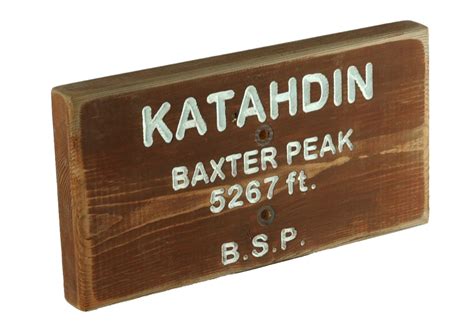 KATAHDIN
BAXTER PEAK
5267 ft.
B.S.P.